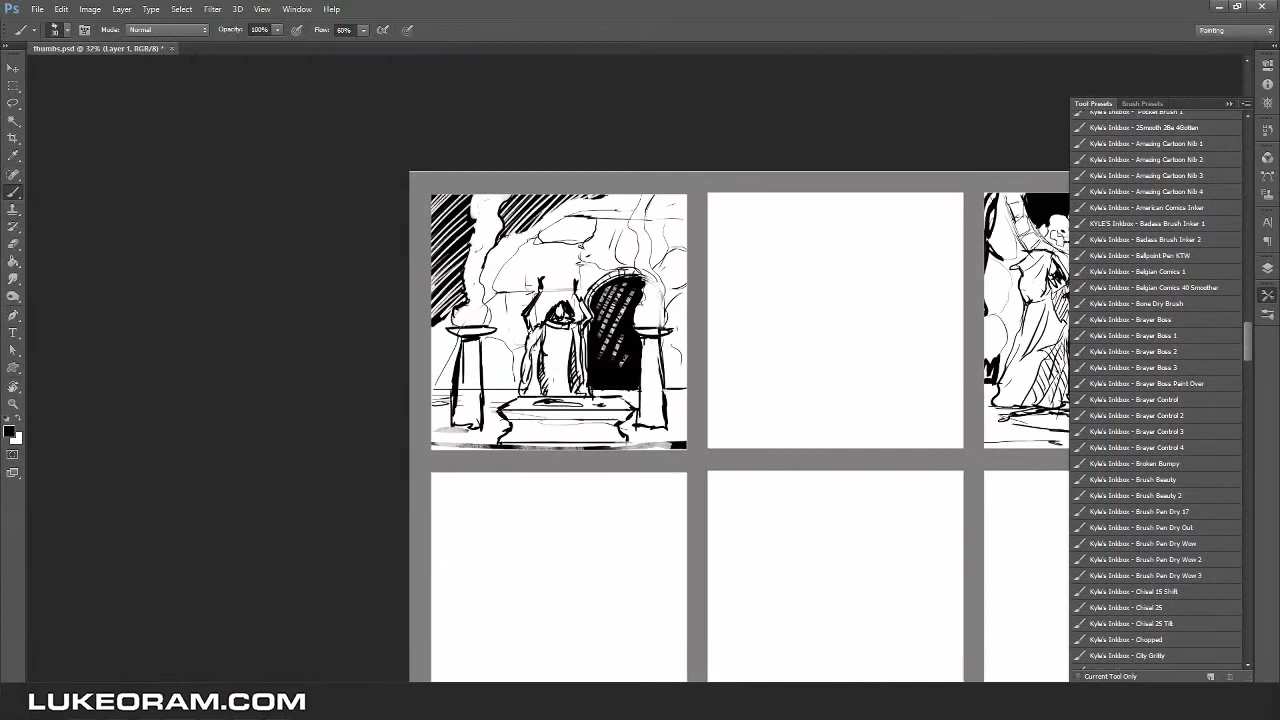 Ps File Edit Image Layer Type Select Filter 3D View Window Help
30 Mode: Normal Opacity: 100% Flow: 60% Painting
thumbs.psd @ 32% (Layer 1, RGB/8) * ×
Tool Presets Brush Presets
Kyle's Inkbox - Pocket Brush 1
Kyle's Inkbox - 2Smooth 2Be 4Gotten
Kyle's Inkbox - Amazing Cartoon Nib 1
Kyle's Inkbox - Amazing Cartoon Nib 2
Kyle's Inkbox - Amazing Cartoon Nib 3
Kyle's Inkbox - Amazing Cartoon Nib 4
Kyle's Inkbox - American Comics Inker
KYLE'S Inkbox - Badass Brush Inker 1
Kyle's Inkbox - Badass Brush Inker 2
Kyle's Inkbox - Ballpoint Pen KTW
Kyle's Inkbox - Belgian Comics 1
Kyle's Inkbox - Belgian Comics 40 Smoother
Kyle's Inkbox - Bone Dry Brush
Kyle's Inkbox - Brayer Boss
Kyle's Inkbox - Brayer Boss 1
Kyle's Inkbox - Brayer Boss 2
Kyle's Inkbox - Brayer Boss 3
Kyle's Inkbox - Brayer Boss Paint Over
Kyle's Inkbox - Brayer Control
Kyle's Inkbox - Brayer Control 2
Kyle's Inkbox - Brayer Control 3
Kyle's Inkbox - Brayer Control 4
Kyle's Inkbox - Broken Bumpy
Kyle's Inkbox - Brush Beauty
Kyle's Inkbox - Brush Beauty 2
Kyle's Inkbox - Brush Pen Dry 17
Kyle's Inkbox - Brush Pen Dry Out
Kyle's Inkbox - Brush Pen Dry Wow
Kyle's Inkbox - Brush Pen Dry Wow 2
Kyle's Inkbox - Brush Pen Dry Wow 3
Kyle's Inkbox - Chisel 15 Shift
Kyle's Inkbox - Chisel 25
Kyle's Inkbox - Chisel 25 Tilt
Kyle's Inkbox - Chopped
Kyle's Inkbox - City Gritty
Current Tool Only
LUKEORAM.COM